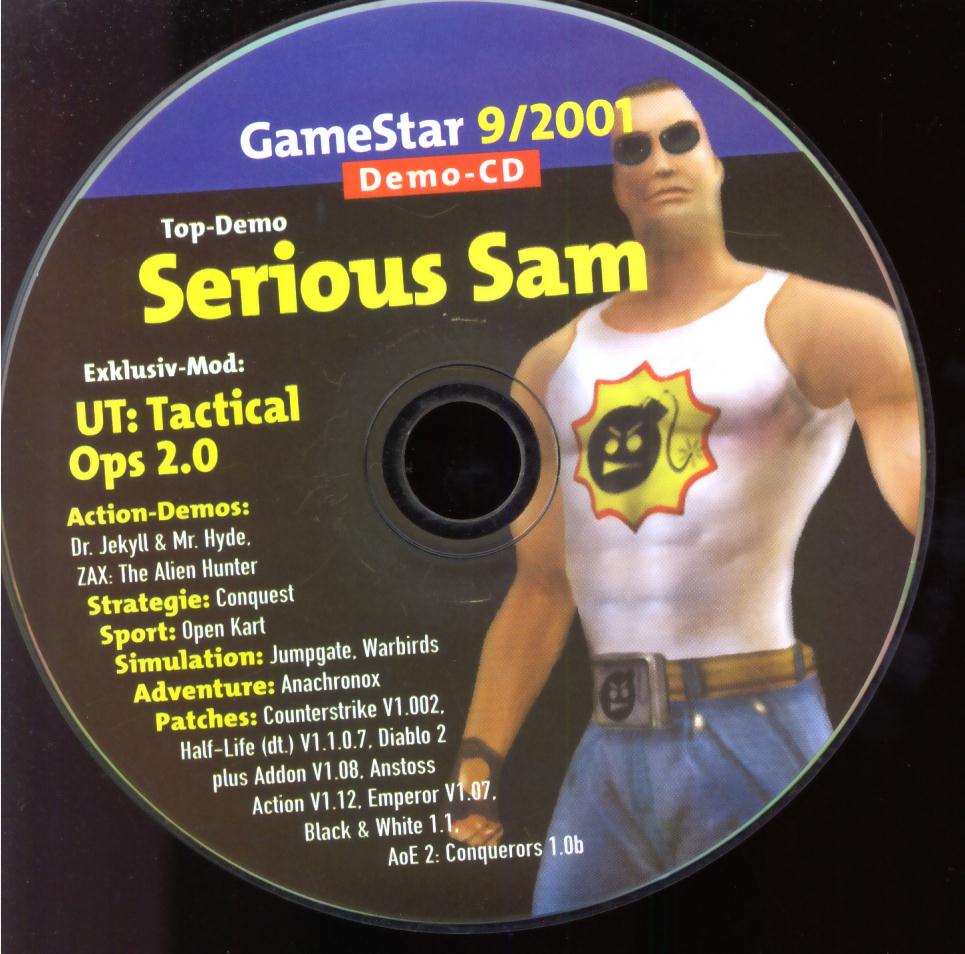 GameStar 9/2001
Demo-CD
Top-Demo
Serious Sam
Exklusiv-Mod:
UT: Tactical
Ops 2.0
Action-Demos:
Dr. Jekyll & Mr. Hyde,
ZAX: The Alien Hunter
Strategie: Conquest
Sport: Open Kart
Simulation: Jumpgate, Warbirds
Adventure: Anachronox
Patches: Counterstrike V1.002,
Half-Life (dt.) V1.1.0.7, Diablo 2
plus Addon V1.08, Anstoss
Action V1.12, Emperor V1.07,
Black & White 1.1,
AoE 2: Conquerors 1.0b